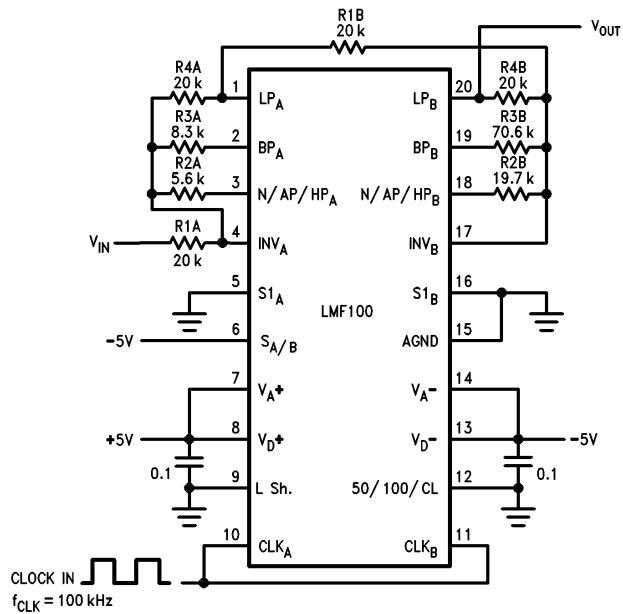 R1B
20 k
V_OUT
R4A
20 k
1
LP_A
LP_B
20
R4B
20 k
R3A
8.3 k
2
BP_A
BP_B
19
R3B
70.6 k
R2A
5.6 k
3
N/AP/HP_A
N/AP/HP_B
18
R2B
19.7 k
V_IN
R1A
20 k
4
INV_A
INV_B
17
5
S1_A
S1_B
16
LMF100
-5V
6
S_A/B
AGND
15
7
V_A+
V_A-
14
+5V
8
V_D+
V_D-
13
-5V
0.1
9
L Sh.
50/100/CL
12
0.1
10
CLK_A
CLK_B
11
CLOCK IN
f_CLK = 100 kHz